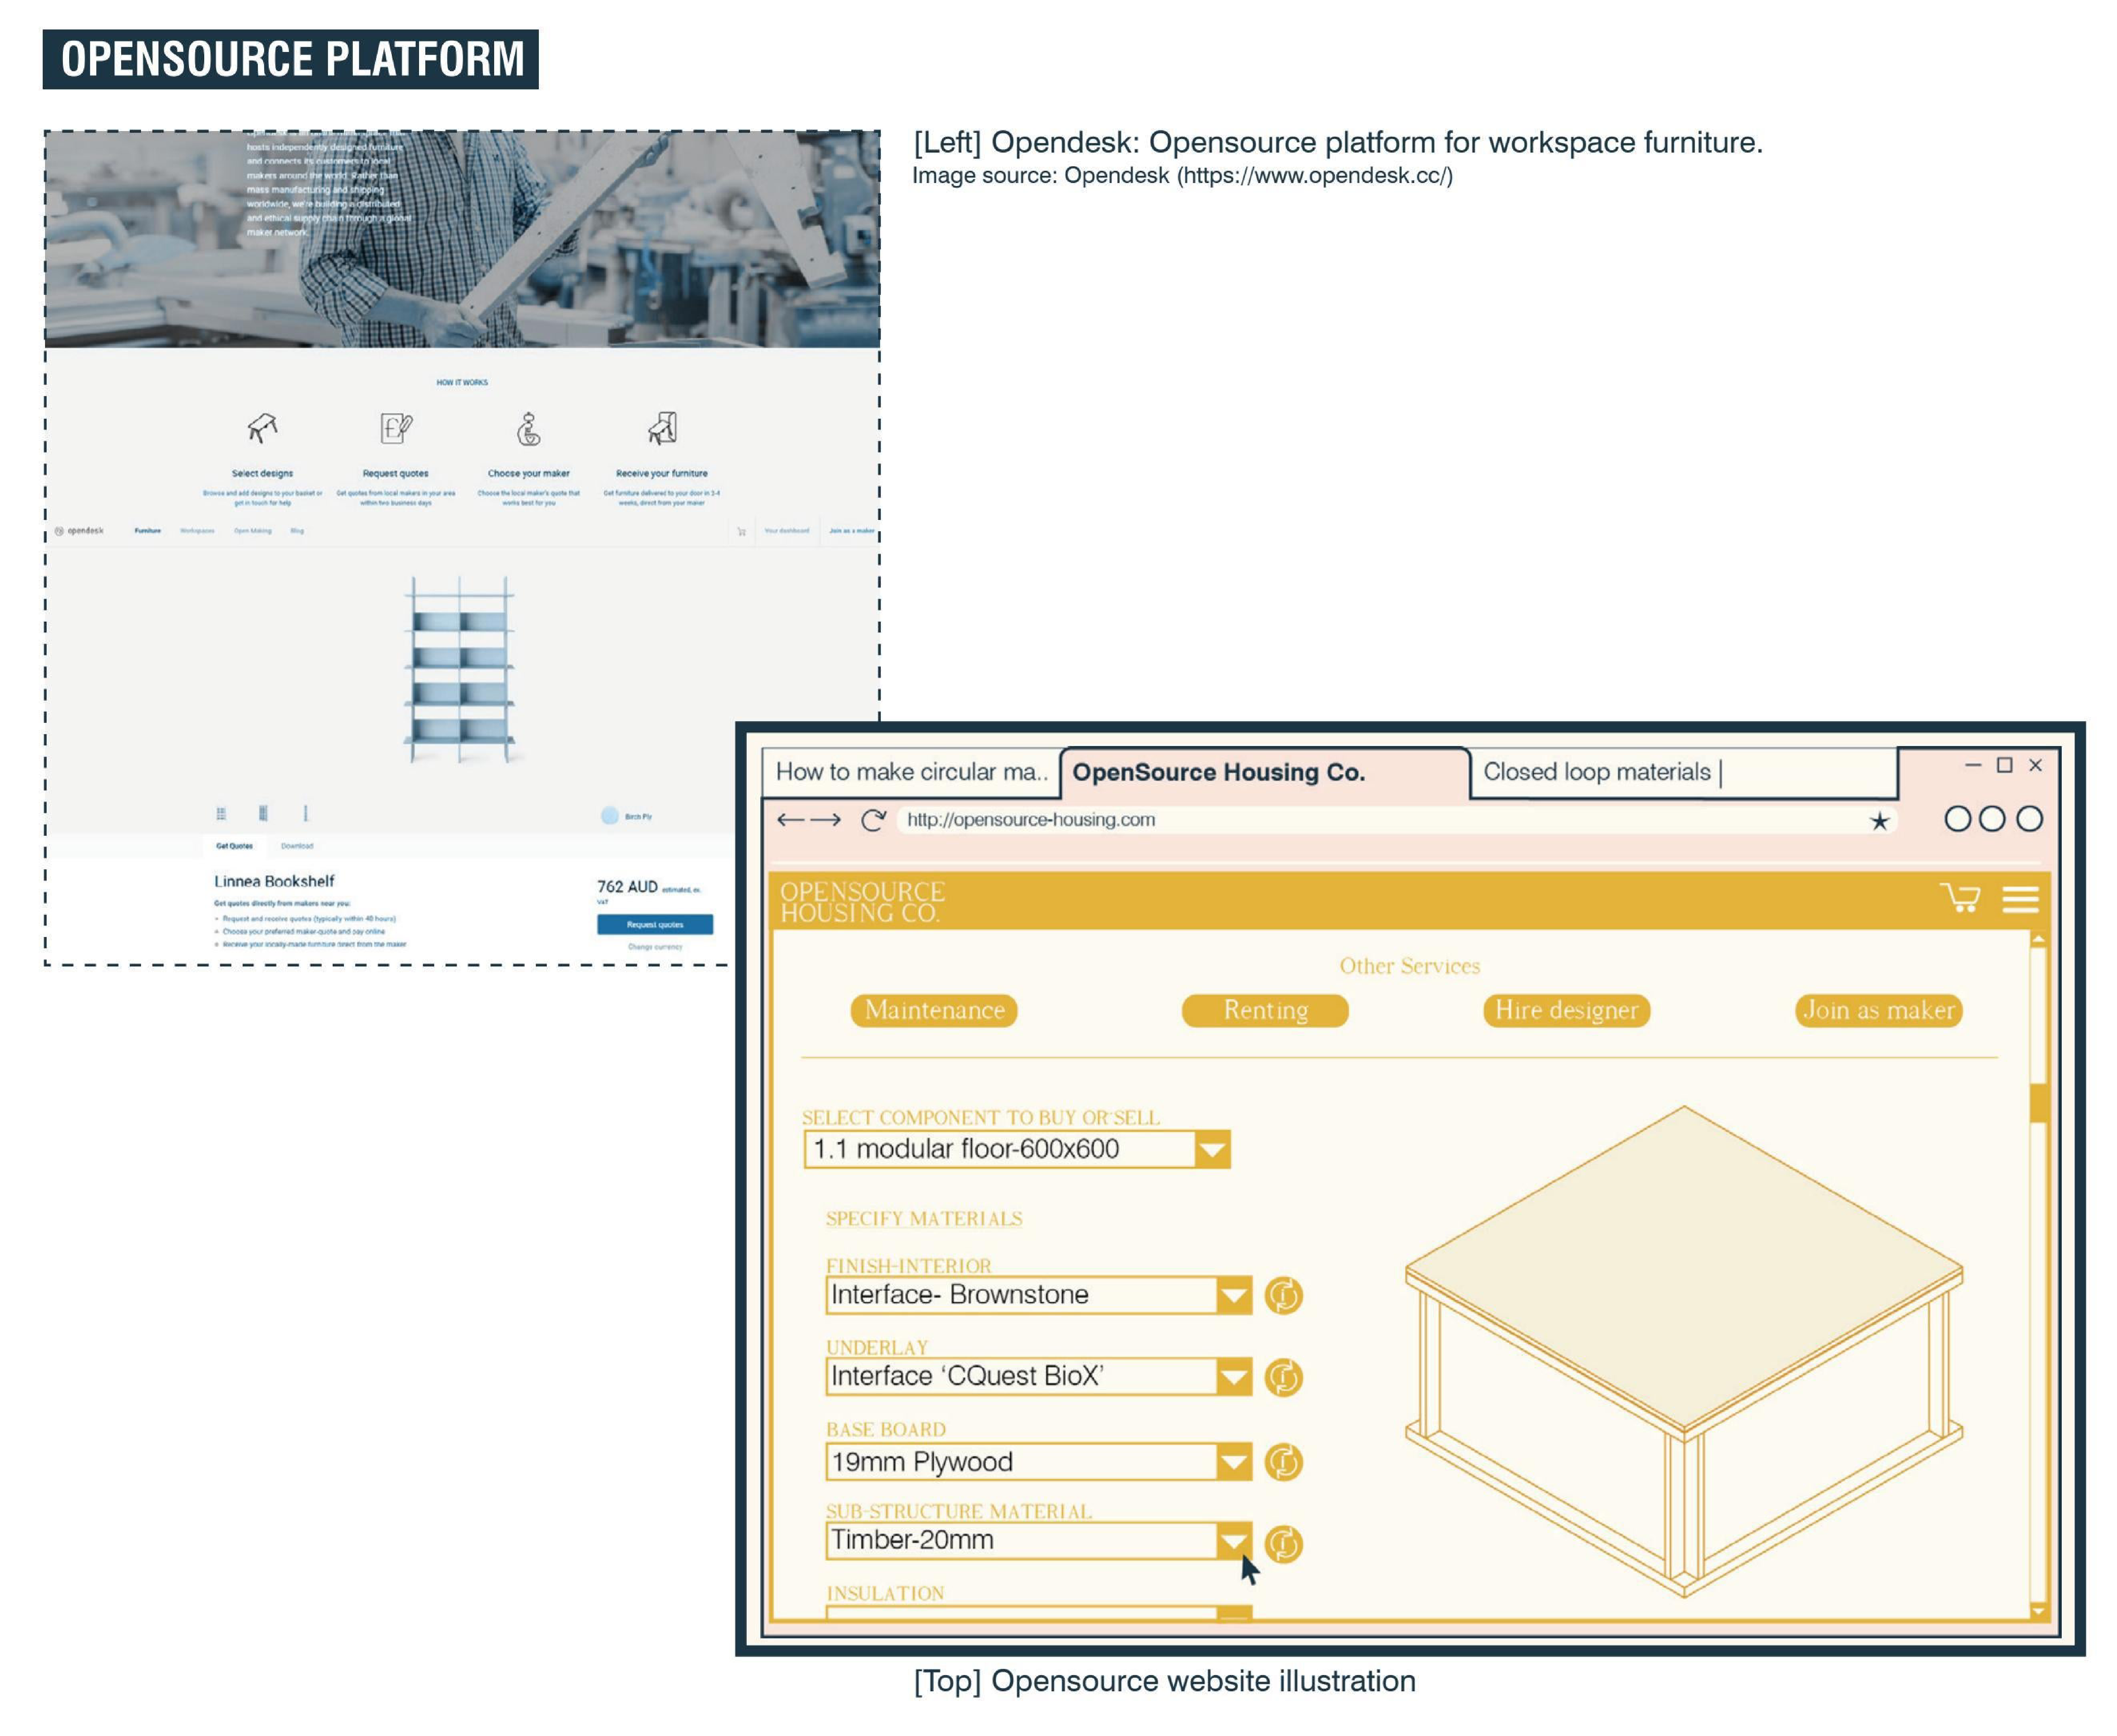 OPENSOURCE PLATFORM
hosts independently designed furniture
and connects its customers to local
makers around the world. Rather than
mass manufacturing and shipping
worldwide, we're building a distributed
and ethical supply chain through a global
maker network.
[Left] Opendesk: Opensource platform for workspace furniture.
Image source: Opendesk (https://www.opendesk.cc/)
HOW IT WORKS
Select designs
Browse and add designs to your basket or
get in touch for help
Request quotes
Get quotes from local makers in your area
within two business days
Choose your maker
Choose the local maker's quote that
works best for you
Receive your furniture
Get furniture delivered to your door in 3-4
weeks, direct from your maker
opendesk Furniture Workspaces Open Making Blog Your dashboard Join as a maker
Birch Ply
Get Quotes Download
Linnea Bookshelf
Get quotes directly from makers near you:
Request and receive quotes (typically within 48 hours)
Choose your preferred maker quote and pay online
Receive your locally-made furniture direct from the maker
762 AUD estimated, ex.
VAT
Request quotes
Change currency
How to make circular ma.. OpenSource Housing Co. Closed loop materials |
http://opensource-housing.com
OPENSOURCE
HOUSING CO.
Other Services
Maintenance Renting Hire designer Join as maker
SELECT COMPONENT TO BUY OR SELL
1.1 modular floor-600x600
SPECIFY MATERIALS
FINISH-INTERIOR
Interface- Brownstone
UNDERLAY
Interface ‘CQuest BioX’
BASE BOARD
19mm Plywood
SUB-STRUCTURE MATERIAL
Timber-20mm
INSULATION
[Top] Opensource website illustration